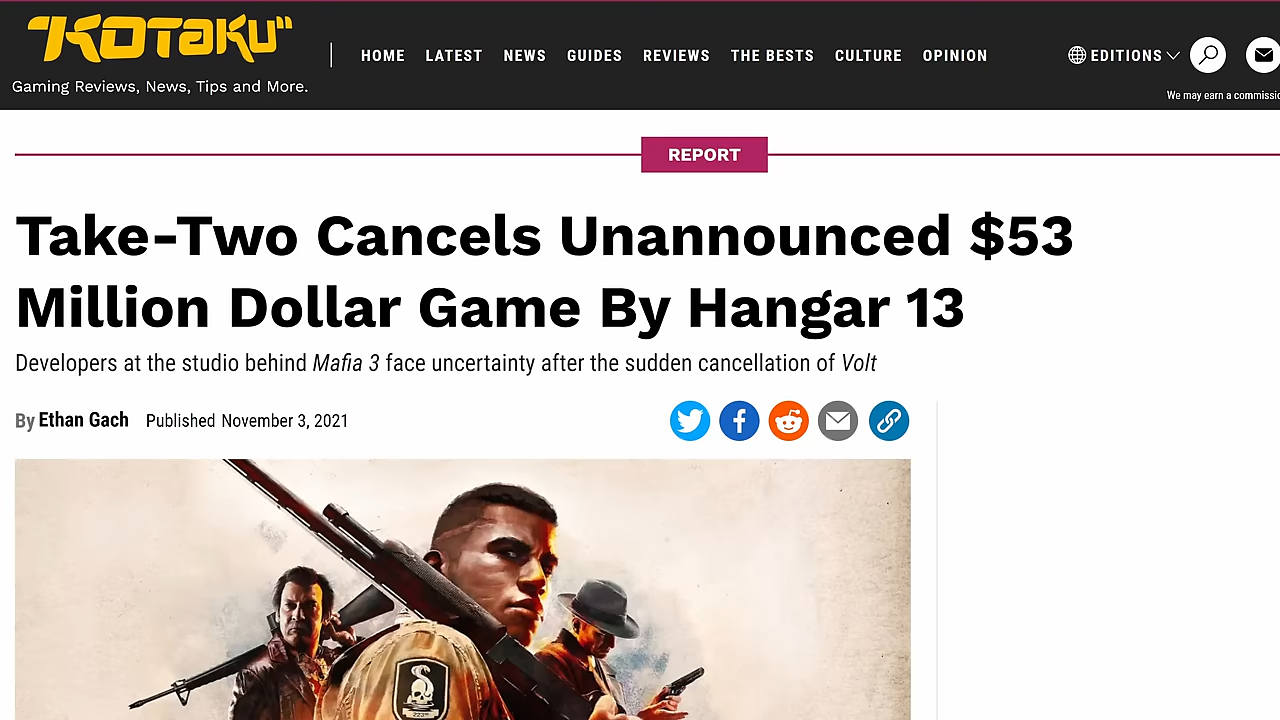 "KOTaKU"
Gaming Reviews, News, Tips and More.
HOME LATEST NEWS GUIDES REVIEWS THE BESTS CULTURE OPINION
EDITIONS
We may earn a commissio
REPORT
Take-Two Cancels Unannounced $53
Million Dollar Game By Hangar 13
Developers at the studio behind Mafia 3 face uncertainty after the sudden cancellation of Volt
By Ethan Gach Published November 3, 2021
223RD